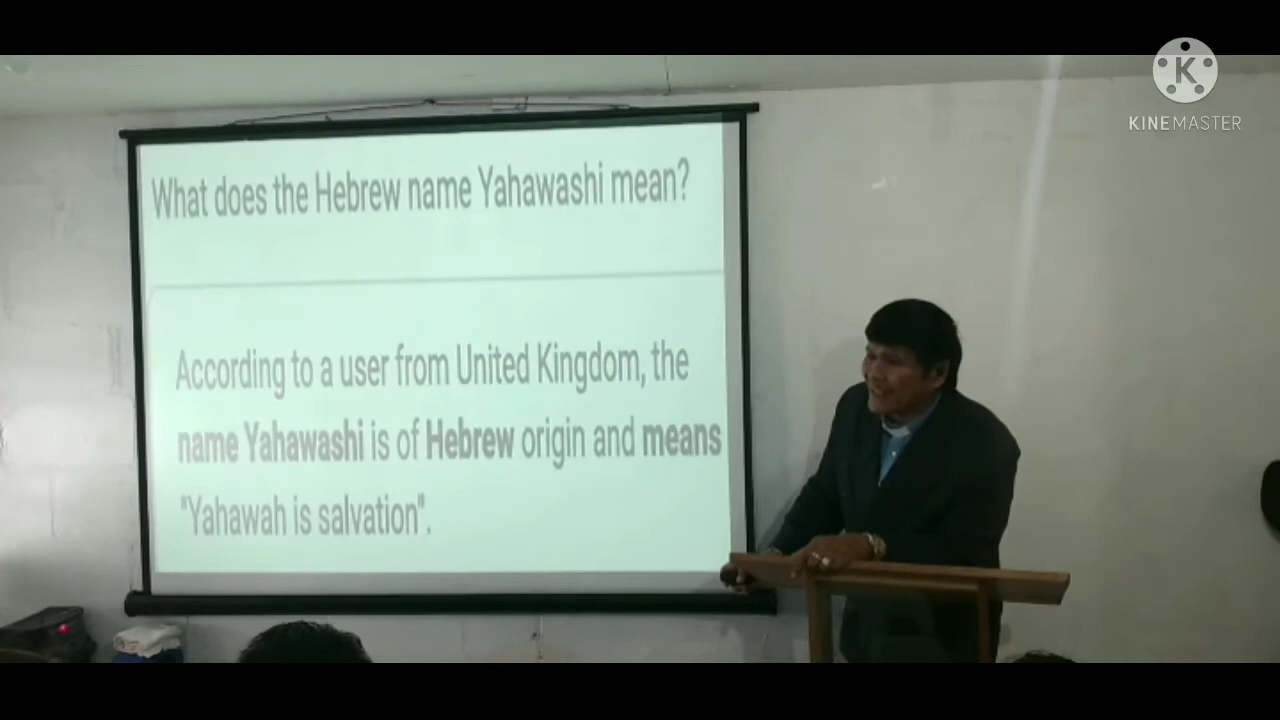 What does the Hebrew name Yahawashi mean?
According to a user from United Kingdom, the
name Yahawashi is of Hebrew origin and means
"Yahawah is salvation".
K
KINEMASTER